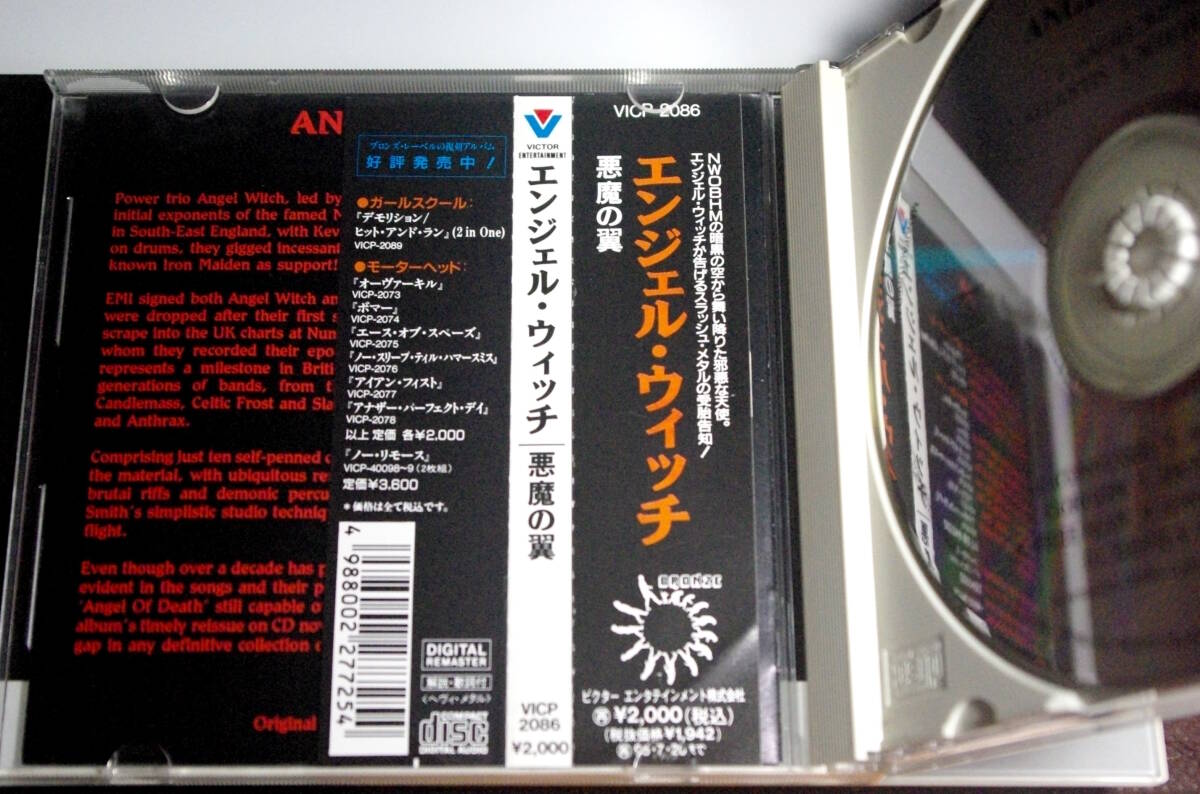 AN
Power trio Angel Witch, led by
initial exponents of the famed N
in South-East England, with Kev
on drums, they gigged incessant
known Iron Maiden as support!
EMI signed both Angel Witch an
were dropped after their first s
scrape into the UK charts at Num
whom they recorded their epo
represents a milestone in Briti
generations of bands, from t
Candlemass, Celtic Frost and Sla
and Anthrax.
Comprising just ten self-penned c
the material, with ubiquitous re
brutal riffs and demonic percu
Smith's simplistic studio techniqu
flight.
Even though over a decade has p
evident in the songs and their p
'Angel Of Death' still capable o
album's timely reissue on CD no
gap in any definitive collection
Original
ブロンズ・レーベルの復刻アルバム
好評発売中!
●ガールスクール:
『デモリション/
ヒット・アンド・ラン』(2 in One)
VICP-2089
●モーターヘッド:
『オーヴァーキル』
VICP-2073
『ボマー』
VICP-2074
『エース・オブ・スペーズ』
VICP-2075
『ノー・スリープ・ティル・ハマースミス』
VICP-2076
『アイアン・フィスト』
VICP-2077
『アナザー・パーフェクト・デイ』
VICP-2078
以上 定価 各¥2,000
『ノー・リモース』
VICP-40098~9(2枚組)
定価¥3,600
*価格は全て税込です。
4 988002 277254
DIGITAL
REMASTER
解説・歌詞付
〈ヘヴィ・メタル〉
COMPACT
disc
DIGITAL AUDIO
VICTOR
ENTERTAINMENT
エンジェル・ウィッチ
悪魔の翼
VICP
2086
¥2,000
VICP-2086
NWOBHMの暗黒の空から舞い降りた邪悪な天使。
エンジェル・ウィッチが告げるスラッシュ・メタルの受胎告知!
エンジェル・ウィッチ
悪魔の翼
BRONZE
ビクター エンタテインメント株式会社
¥2,000(税込)
(税抜価格¥1,942)